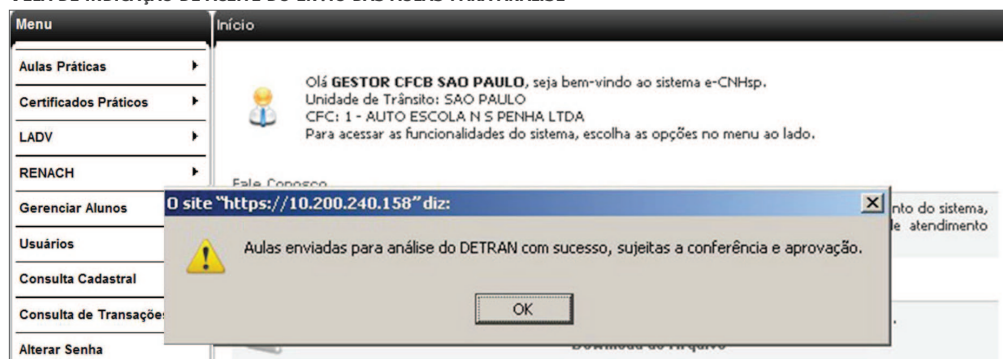 Menu
Início
Aulas Práticas
Certificados Práticos
LADV
RENACH
Gerenciar Alunos
Usuários
Consulta Cadastral
Consulta de Transações
Alterar Senha
Olá GESTOR CFCB SAO PAULO, seja bem-vindo ao sistema e-CNHsp.
Unidade de Trânsito: SAO PAULO
CFC: 1 - AUTO ESCOLA N S PENHA LTDA
Para acessar as funcionalidades do sistema, escolha as opções no menu ao lado.
Fale Conosco
nto do sistema,
de atendimento
O site "https://10.200.240.158" diz:
Aulas enviadas para análise do DETRAN com sucesso, sujeitas a conferência e aprovação.
OK